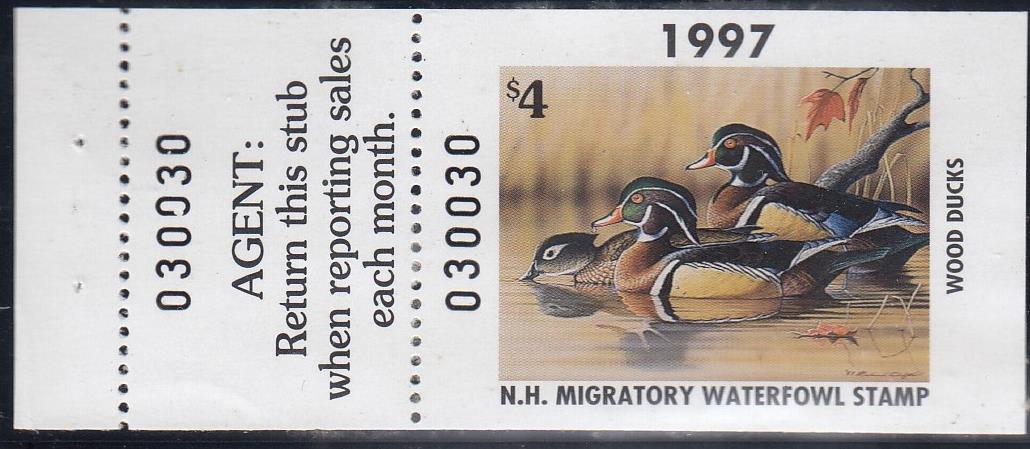 030030
AGENT:
Return this stub
when reporting sales
each month.
030030
1997
$4
WOOD DUCKS
N.H. MIGRATORY WATERFOWL STAMP